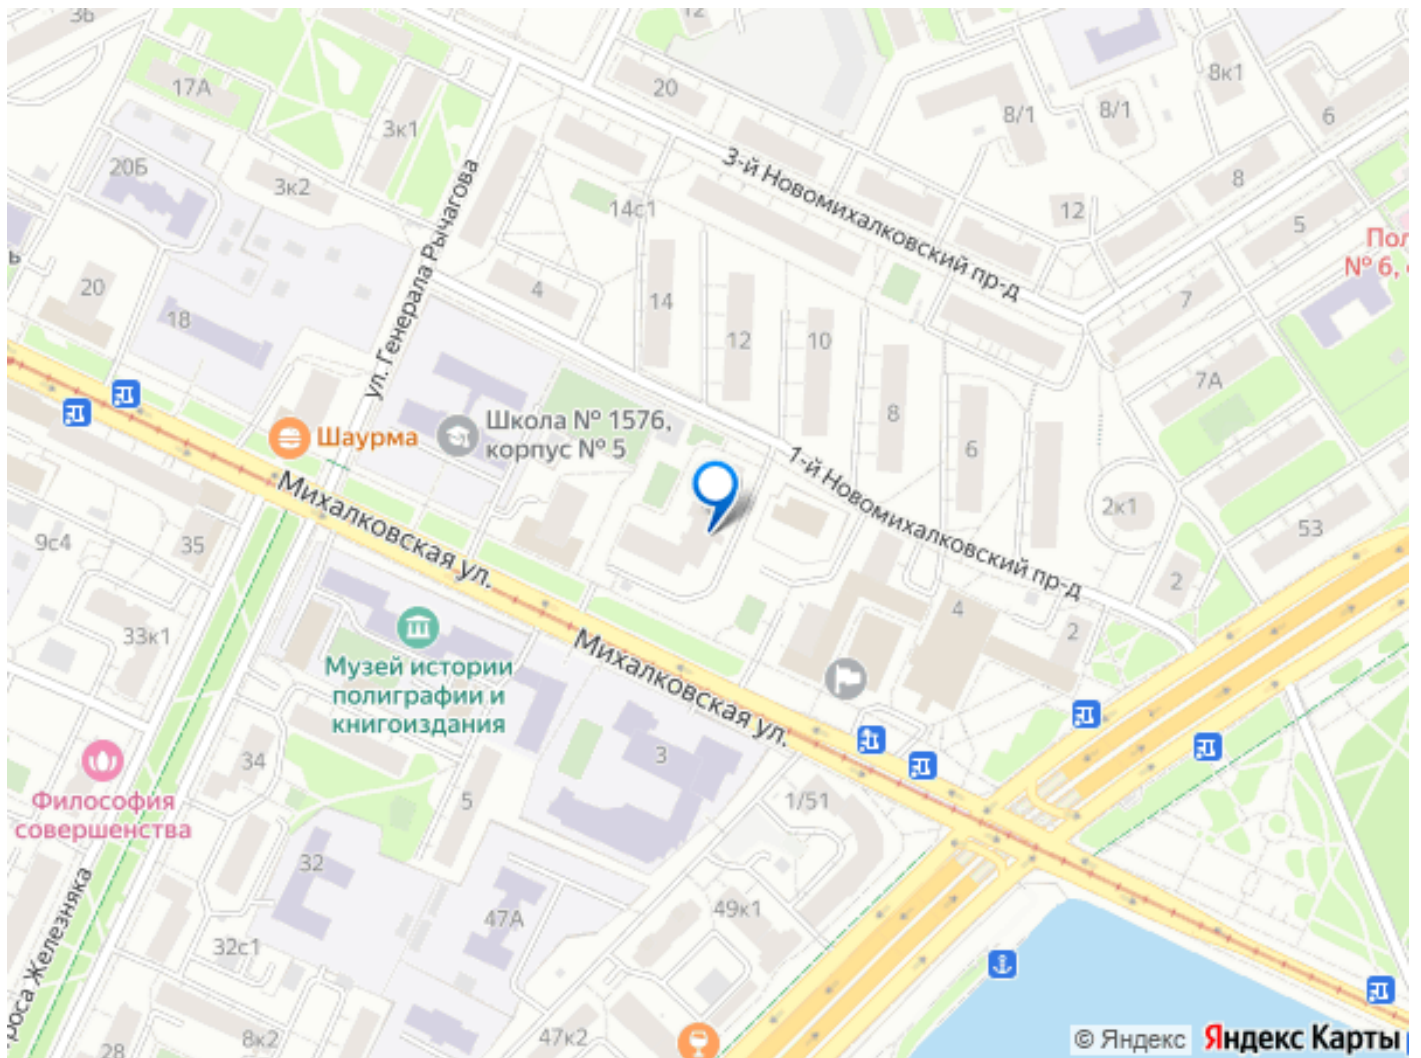 3Б
12
17А
3к1
20
8/1
8/1
8к1
6
20Б
3к2
14с1
3-й Новомихалковский пр-д
8
12
5
Пол
№ 6,
ь
20
18
ул. Генерала Рычагова
4
14
12
10
7
7А
8
6
Шаурма
Школа № 1576,
корпус № 5
1-й Новомихалковский пр-д
2к1
53
Михалковская ул.
9с4
35
33к1
4
2
2
Музей истории
полиграфии и
книгоиздания
Михалковская ул.
3
34
5
1/51
Философия
совершенства
32
47А
49к1
32с1
роса Железняка
8к2
28
47к2
© Яндекс
Яндекс Карты